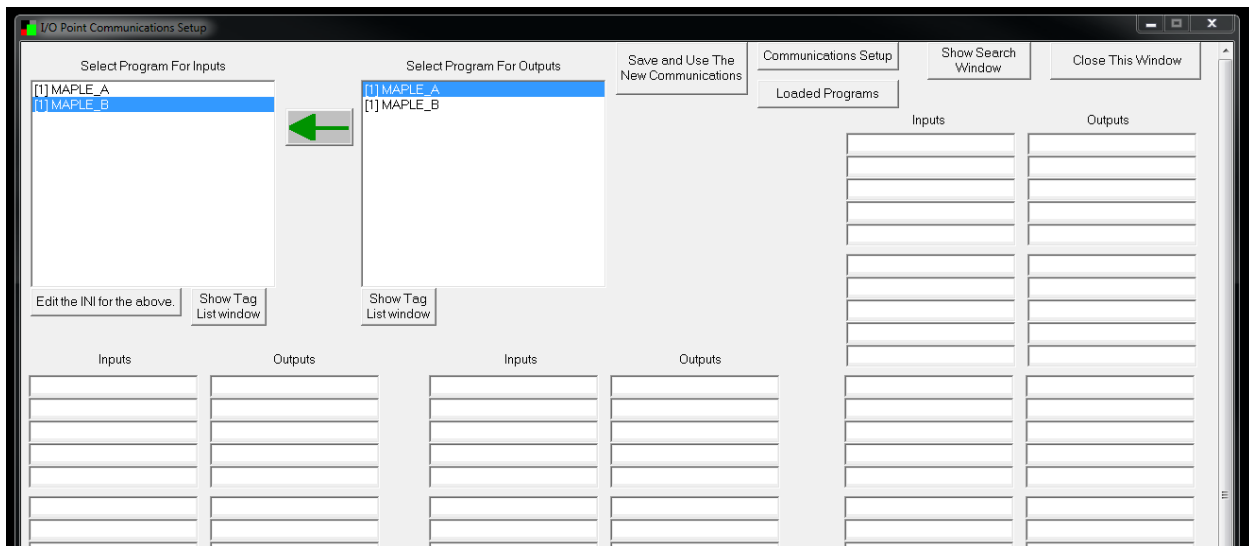 I/O Point Communications Setup
Select Program For Inputs
[1] MAPLE_A
[1] MAPLE_B
Edit the INI for the above.
Show Tag
List window
Select Program For Outputs
[1] MAPLE_A
[1] MAPLE_B
Show Tag
List window
Save and Use The
New Communications
Communications Setup
Loaded Programs
Show Search
Window
Close This Window
Inputs
Outputs
Inputs
Outputs
Inputs
Outputs